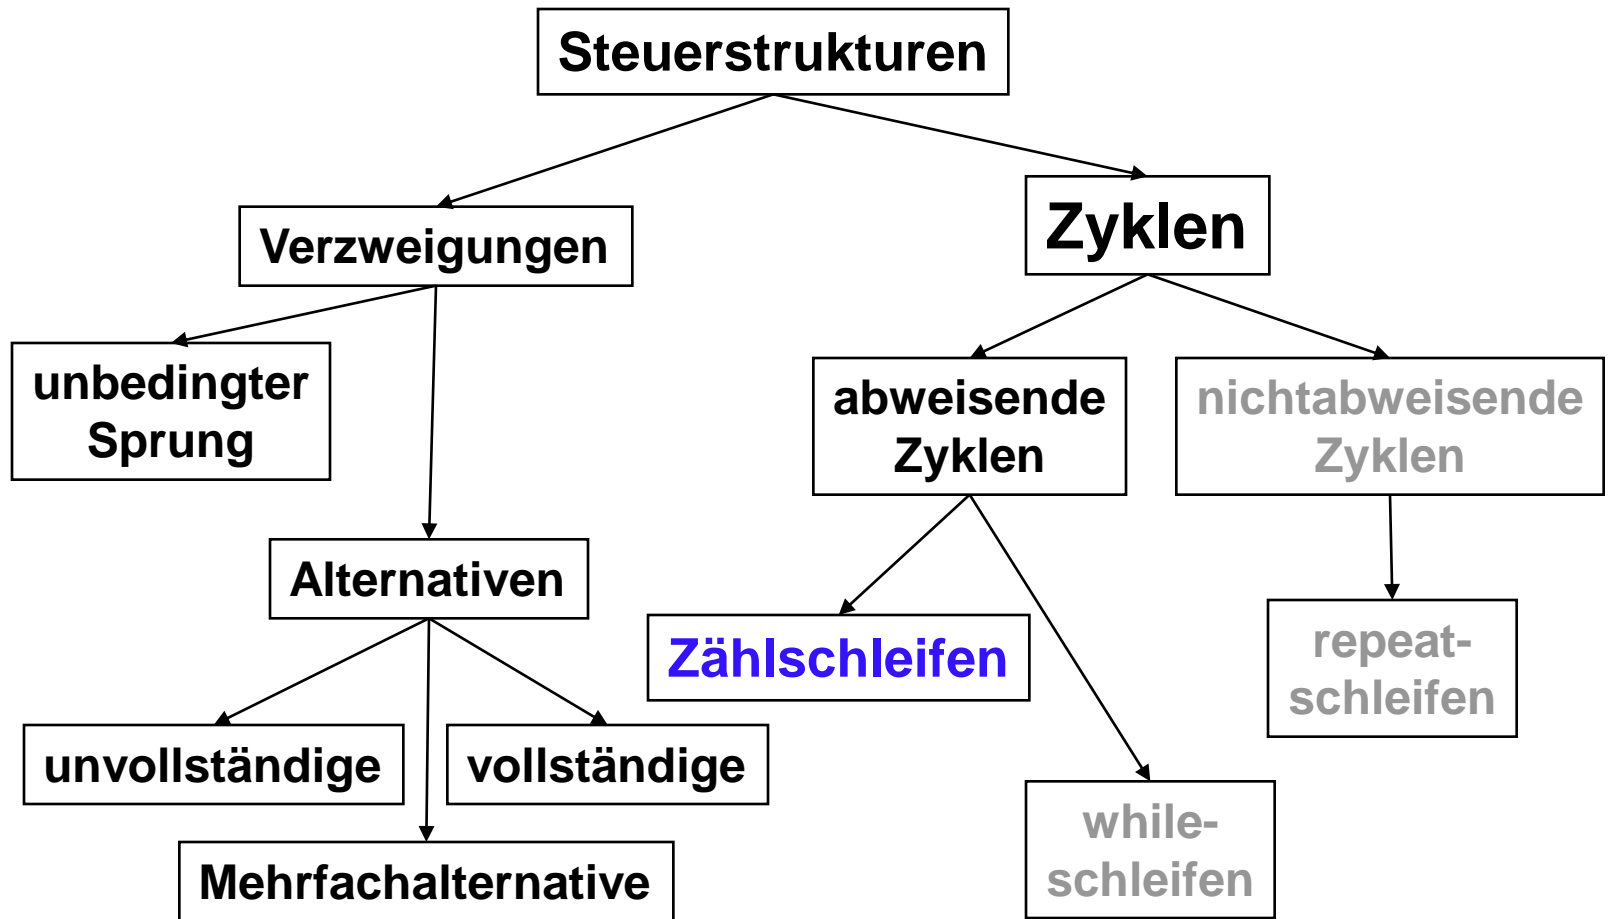 Steuerstrukturen
Verzweigungen
Zyklen
unbedingter
Sprung
abweisende
Zyklen
nichtabweisende
Zyklen
Alternativen
Zählschleifen
repeat-
schleifen
unvollständige
vollständige
Mehrfachalternative
while-
schleifen